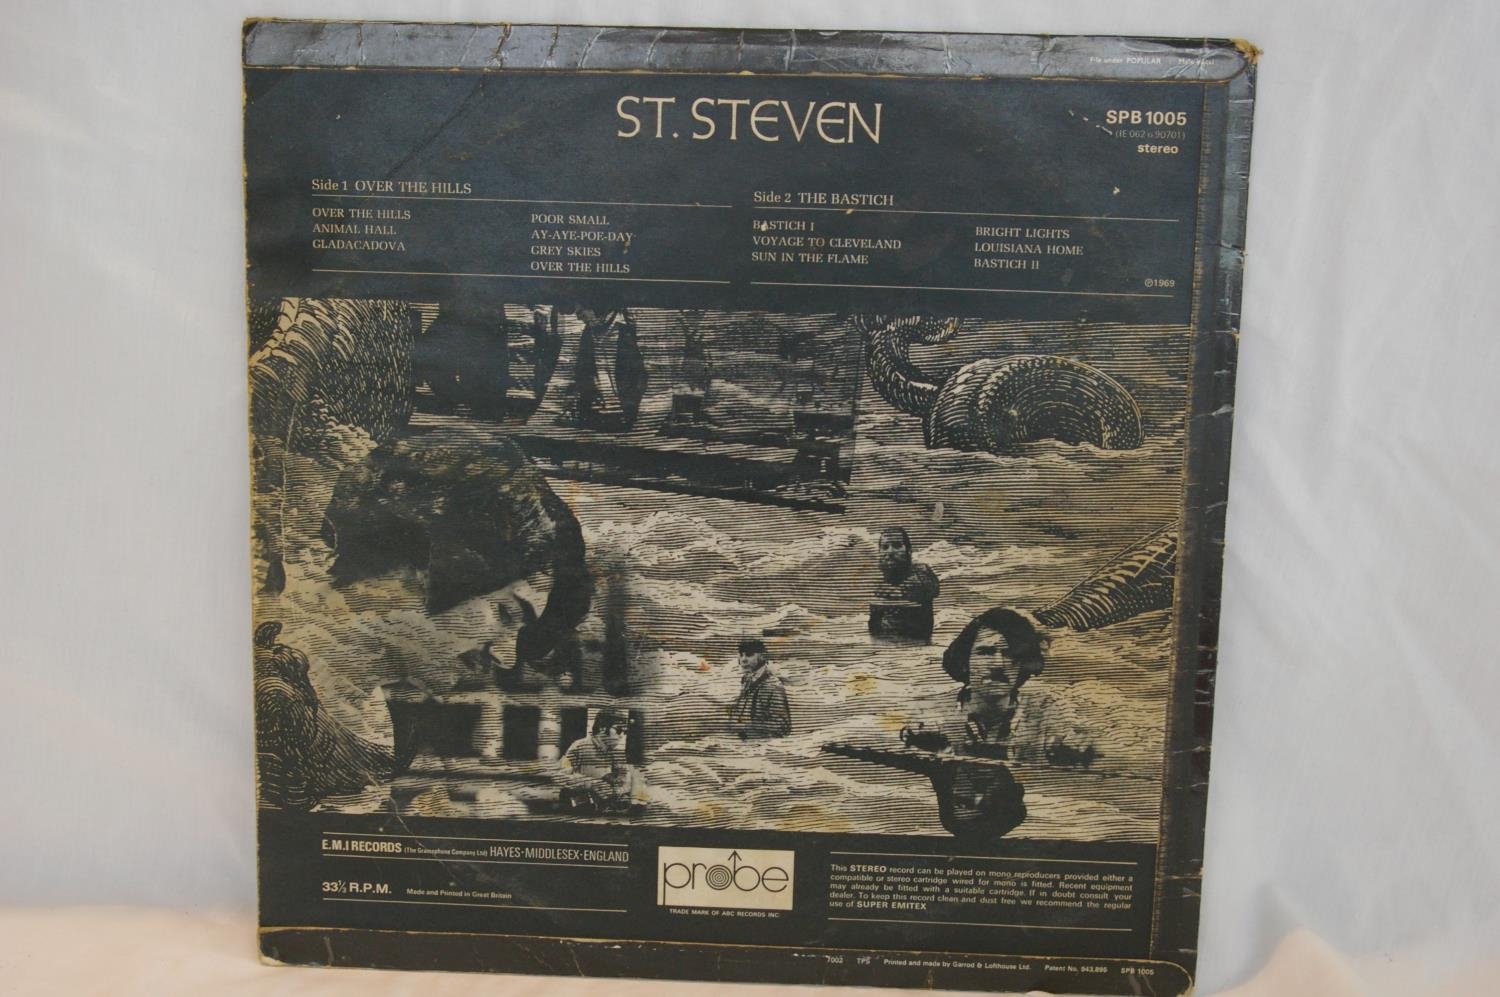 File under POPULAR : Male vocal
ST. STEVEN
SPB 1005
(IE 062 o 90701)
stereo
Side 1 OVER THE HILLS
OVER THE HILLS
ANIMAL HALL
GLADACADOVA
POOR SMALL
AY-AYE-POE-DAY
GREY SKIES
OVER THE HILLS
Side 2 THE BASTICH
BASTICH I
VOYAGE TO CLEVELAND
SUN IN THE FLAME
BRIGHT LIGHTS
LOUISIANA HOME
BASTICH II
℗1969
E.M.I RECORDS (The Gramophone Company Ltd) HAYES·MIDDLESEX·ENGLAND
33⅓ R.P.M. Made and Printed in Great Britain
probe
TRADE MARK OF ABC RECORDS INC.
This STEREO record can be played on mono reproducers provided either a
compatible or stereo cartridge wired for mono is fitted. Recent equipment
may already be fitted with a suitable cartridge. If in doubt consult your
dealer. To keep this record clean and dust free we recommend the regular
use of SUPER EMITEX
7002 TPS Printed and made by Garrod & Lofthouse Ltd. Patent No. 943,895 SPB 1005